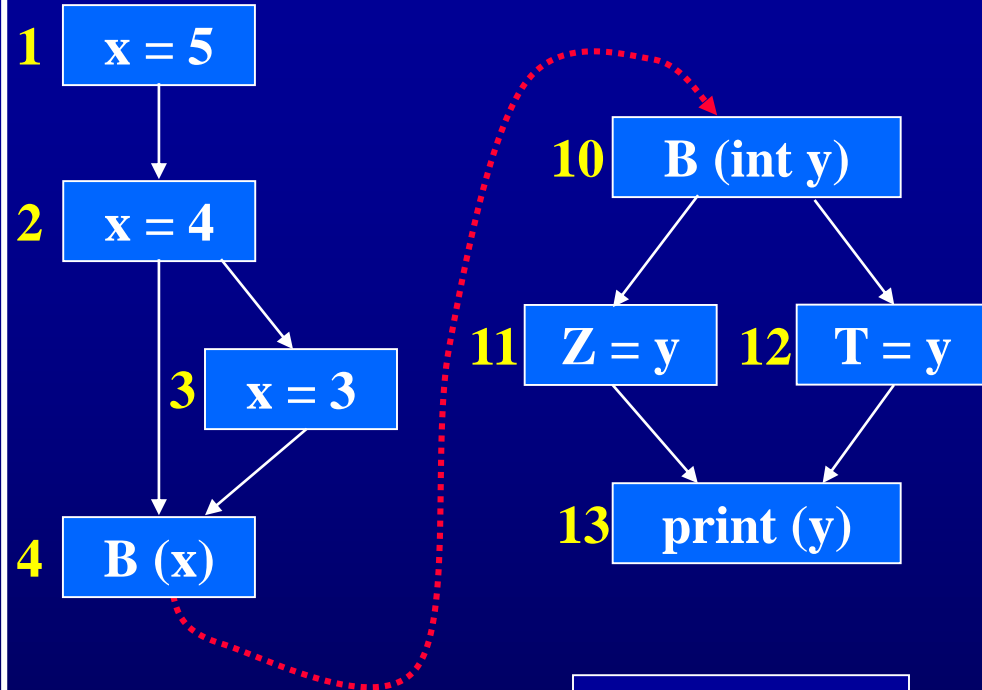 1 x = 5
2 x = 4
3 x = 3
4 B (x)
10 B (int y)
11 Z = y
12 T = y
13 print (y)